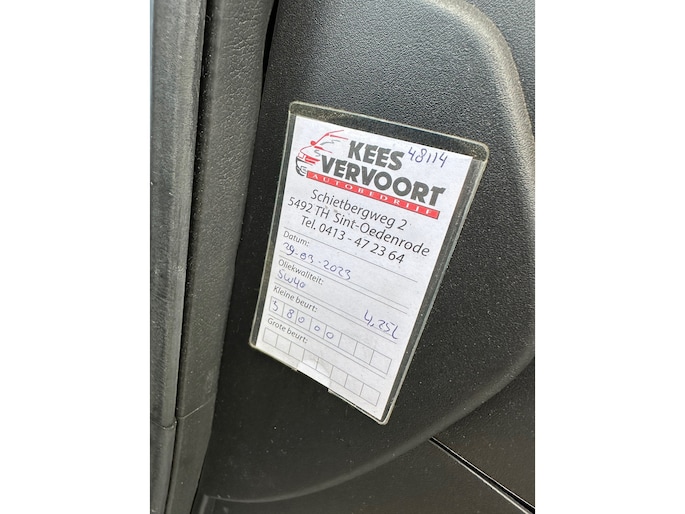 48114
KEES
VERVOORT
AUTOBEDRIJF
Schietbergweg 2
5492 TH Sint-Oedenrode
Tel. 0413 - 47 23 64
Datum:
29-03-2023
Oliekwaliteit:
5W40
Kleine beurt: 4,25L
38000
Grote beurt: